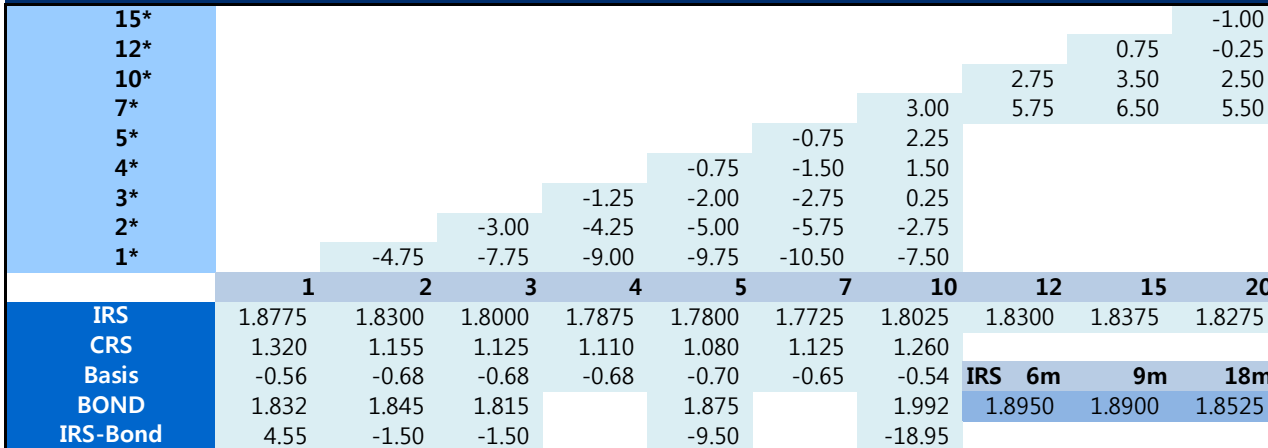 15* -1.00
12* 0.75 -0.25
10* 2.75 3.50 2.50
7* 3.00 5.75 6.50 5.50
5* -0.75 2.25
4* -0.75 -1.50 1.50
3* -1.25 -2.00 -2.75 0.25
2* -3.00 -4.25 -5.00 -5.75 -2.75
1* -4.75 -7.75 -9.00 -9.75 -10.50 -7.50
1 2 3 4 5 7 10 12 15 20
IRS 1.8775 1.8300 1.8000 1.7875 1.7800 1.7725 1.8025 1.8300 1.8375 1.8275
CRS 1.320 1.155 1.125 1.110 1.080 1.125 1.260
Basis -0.56 -0.68 -0.68 -0.68 -0.70 -0.65 -0.54 IRS 6m 9m 18m
BOND 1.832 1.845 1.815 1.875 1.992 1.8950 1.8900 1.8525
IRS-Bond 4.55 -1.50 -1.50 -9.50 -18.95